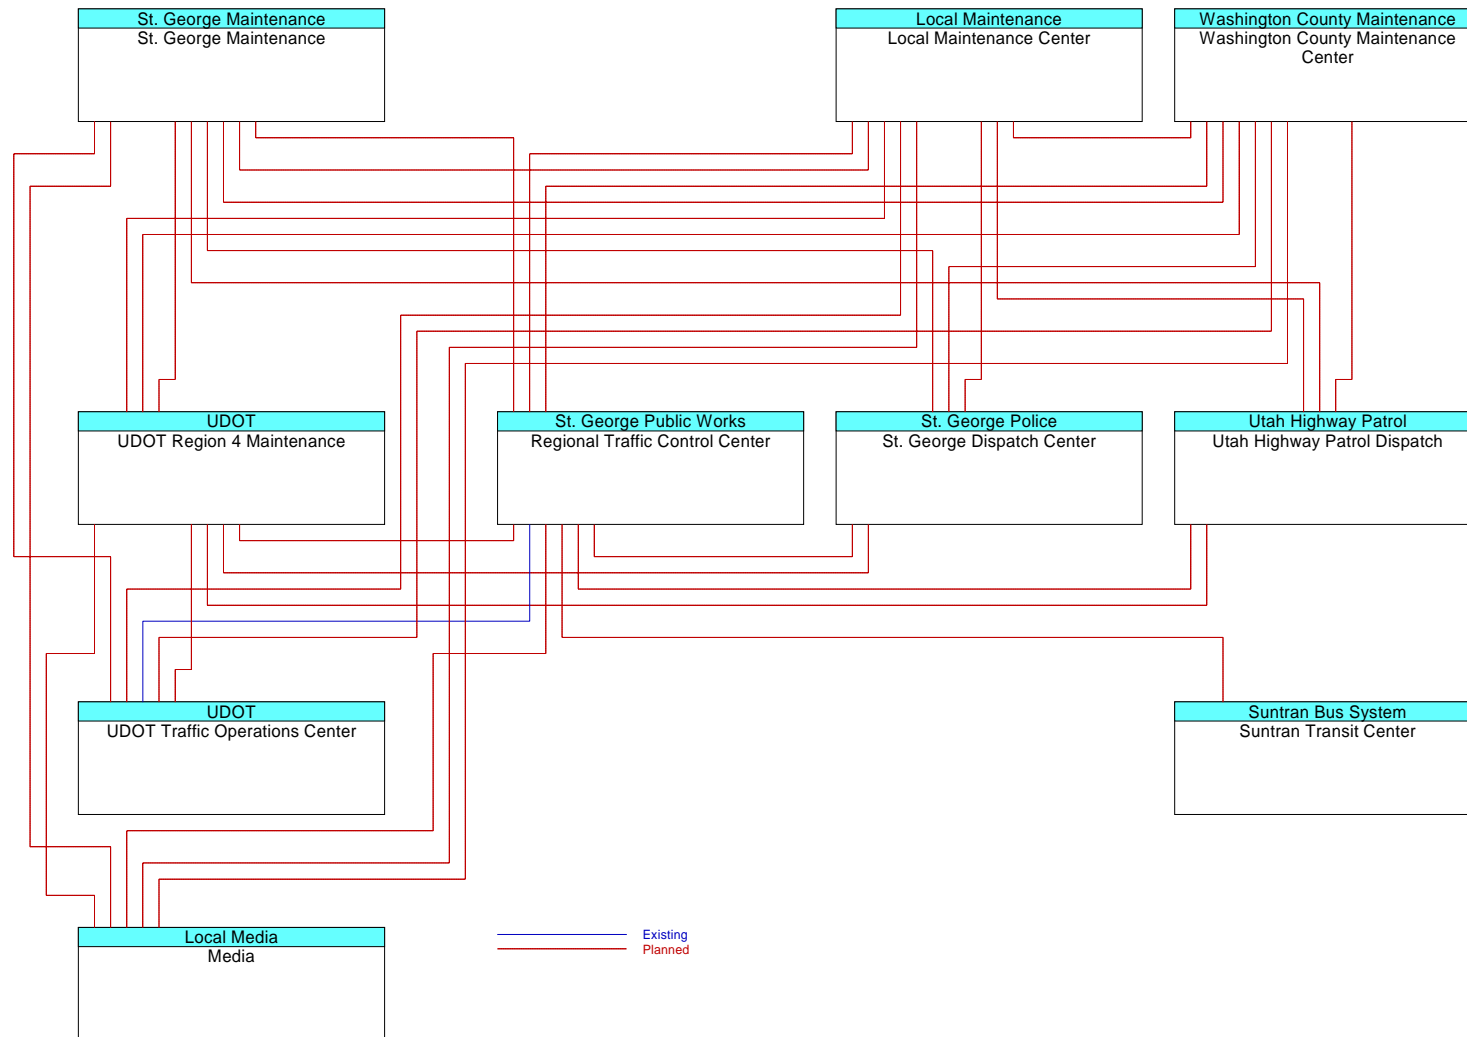 St. George Maintenance
St. George Maintenance
Local Maintenance
Local Maintenance Center
Washington County Maintenance
Washington County Maintenance
Center
UDOT
UDOT Region 4 Maintenance
St. George Public Works
Regional Traffic Control Center
St. George Police
St. George Dispatch Center
Utah Highway Patrol
Utah Highway Patrol Dispatch
UDOT
UDOT Traffic Operations Center
Suntran Bus System
Suntran Transit Center
Local Media
Media
Existing
Planned